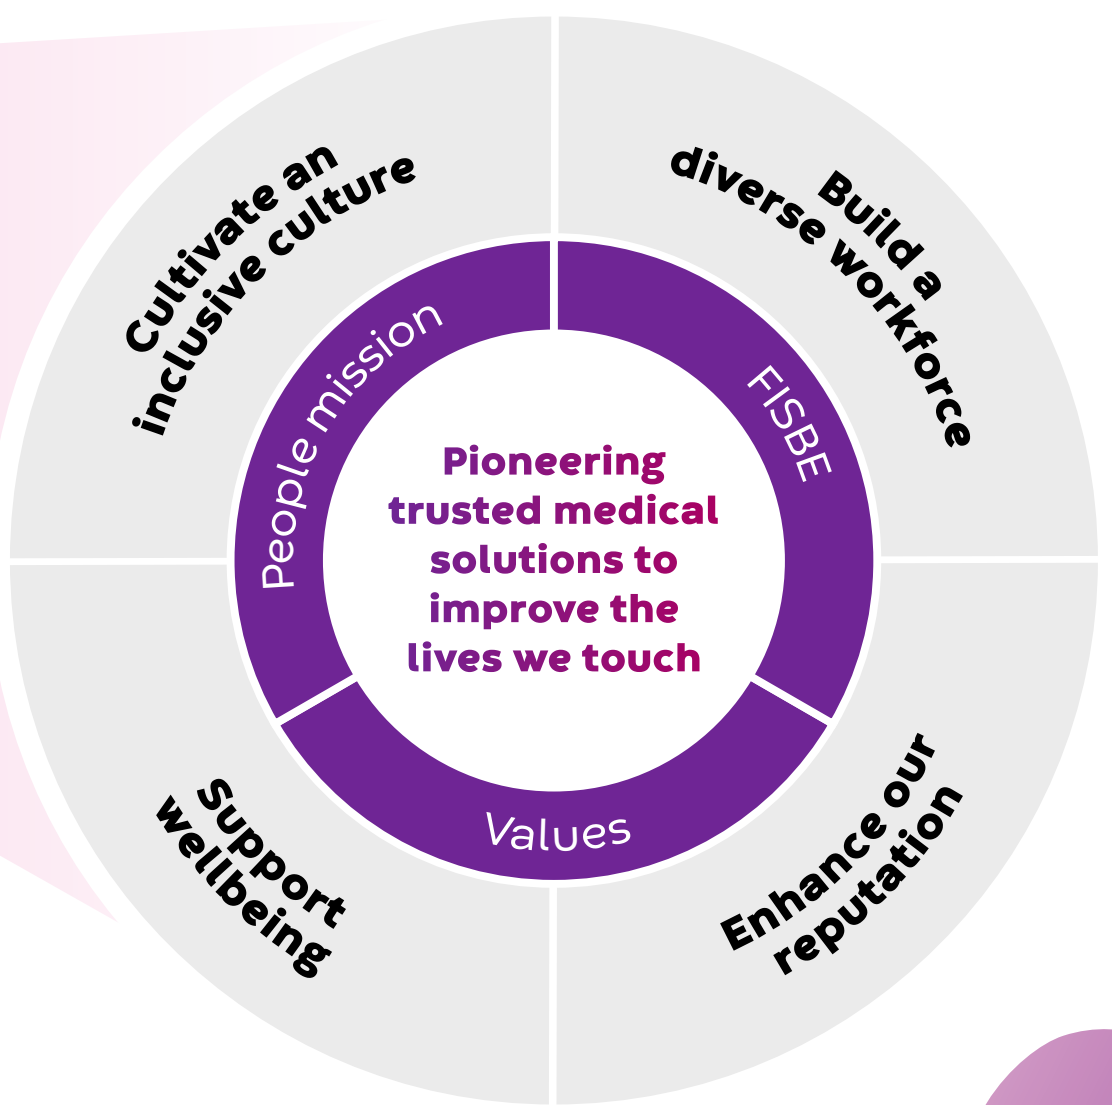 Cultivate an
inclusive culture
Build a
diverse workforce
People mission
FISBE
Pioneering
trusted medical
solutions to
improve the
lives we touch
Values
Support
wellbeing
Enhance our
reputation